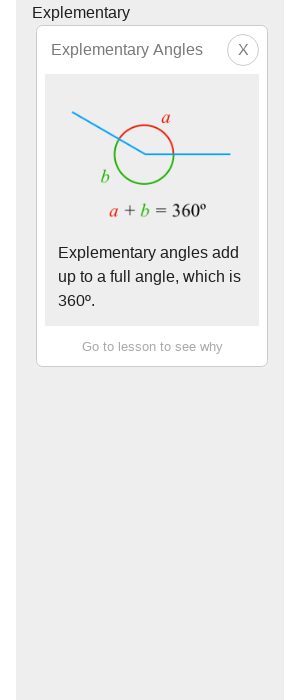 Explementary
Explementary Angles X
a
b
a + b = 360º
Explementary angles add
up to a full angle, which is
360º.
Go to lesson to see why